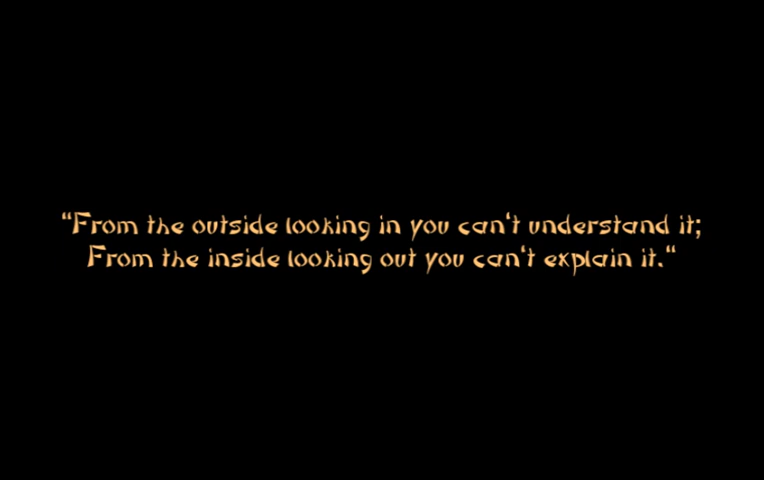 "From the outside looking in you can't understand it;
From the inside looking out you can't explain it."